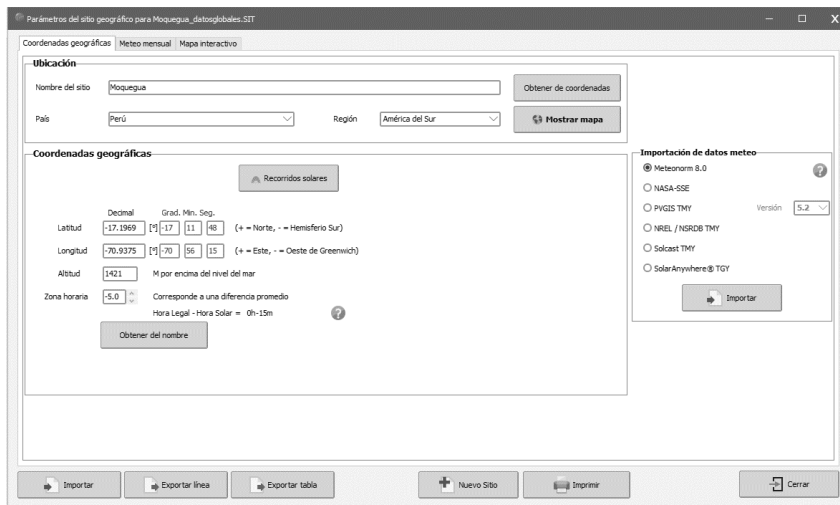 Parámetros del sitio geográfico para Moquegua_datosglobales.SIT
Coordenadas geográficas Meteo mensual Mapa interactivo
Ubicación
Nombre del sitio Moquegua Obtener de coordenadas
País Perú Región América del Sur Mostrar mapa
Coordenadas geográficas
Recorridos solares
Decimal Grad. Min. Seg.
Latitud -17.1969 [°] -17 11 48 (+ = Norte, - = Hemisferio Sur)
Longitud -70.9375 [°] -70 56 15 (+ = Este, - = Oeste de Greenwich)
Altitud 1421 M por encima del nivel del mar
Zona horaria -5.0 Corresponde a una diferencia promedio
Hora Legal - Hora Solar = 0h-15m ?
Obtener del nombre
Importación de datos meteo
Meteonorm 8.0 ?
NASA-SSE
PVGIS TMY Versión 5.2
NREL / NSRDB TMY
Solcast TMY
SolarAnywhere® TGY
Importar
Importar Exportar línea Exportar tabla Nuevo Sitio Imprimir Cerrar